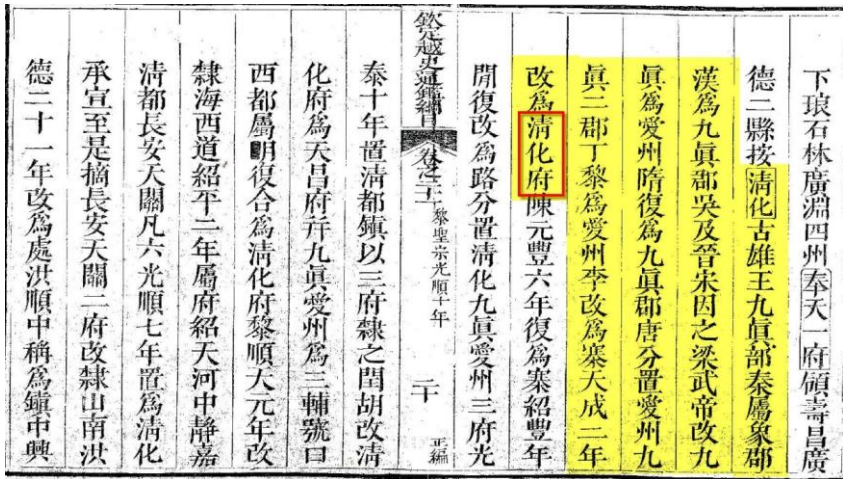 下琅石林廣淵四州奉天一府領壽昌廣
德二縣按清化古雄王九眞部秦屬象郡
漢爲九眞郡吳及晉宋因之梁武帝改九
眞爲愛州隋復爲九眞郡唐分置愛州九
眞二郡丁黎爲愛州李改爲寨大成二年
改爲清化府陳元豐六年復爲寨紹豐年
閒復改爲路分置清化九眞愛州三府光
欽定越史通鑑綱目 卷之二十一 黎聖宗光順十年 二十 正編
泰十年置清都鎮以三府隸之閏胡改清
化府爲天昌府幷九眞愛州爲三輔號曰
西都屬明復合爲清化府黎順天元年改
隸海西道紹平二年屬府紹天河中靜嘉
清都長安天關凡六光順七年置爲清化
承宣至是摘長安天關二府改隸山南洪
德二十一年改爲處洪順中稱爲鎮中興